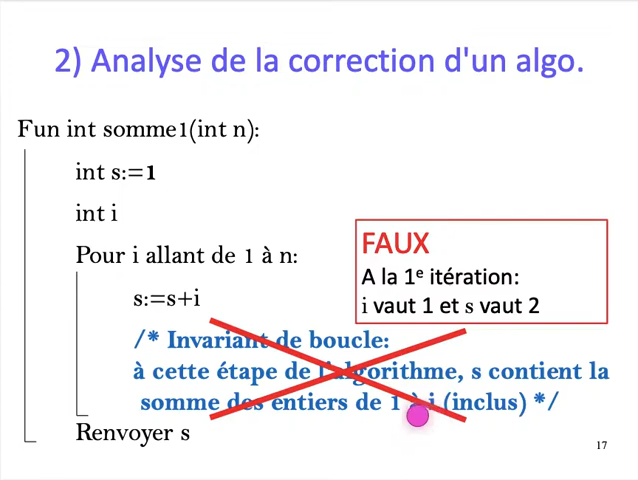 2) Analyse de la correction d'un algo.
Fun int somme1(int n):
int s:=1
int i
Pour i allant de 1 à n:
s:=s+i
/* Invariant de boucle:
à cette étape de l'algorithme, s contient la
somme des entiers de 1 à i (inclus) */
Renvoyer s
FAUX
A la 1e itération:
i vaut 1 et s vaut 2
17